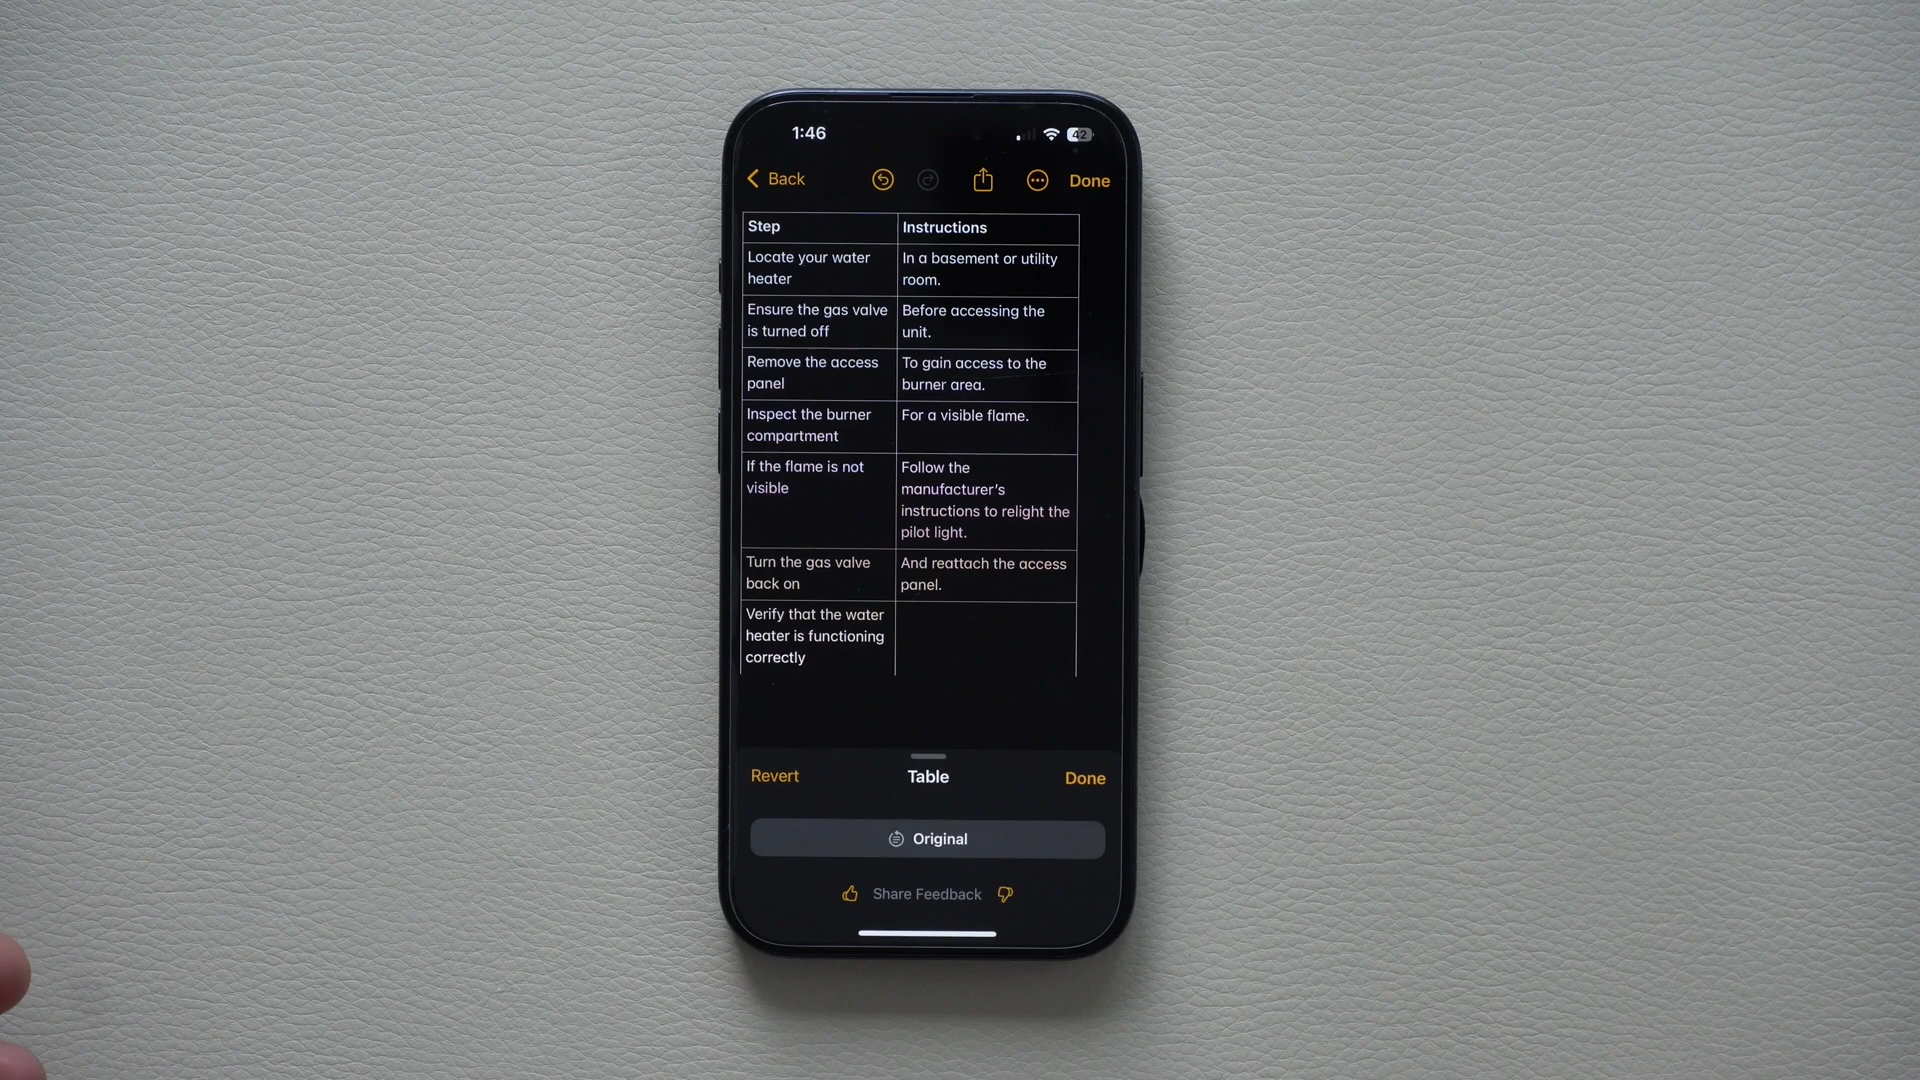 1:46
42
Back
Done
Step
Instructions
Locate your water
heater
In a basement or utility
room.
Ensure the gas valve
is turned off
Before accessing the
unit.
Remove the access
panel
To gain access to the
burner area.
Inspect the burner
compartment
For a visible flame.
If the flame is not
visible
Follow the
manufacturer’s
instructions to relight the
pilot light.
Turn the gas valve
back on
And reattach the access
panel.
Verify that the water
heater is functioning
correctly
Revert
Table
Done
Original
Share Feedback